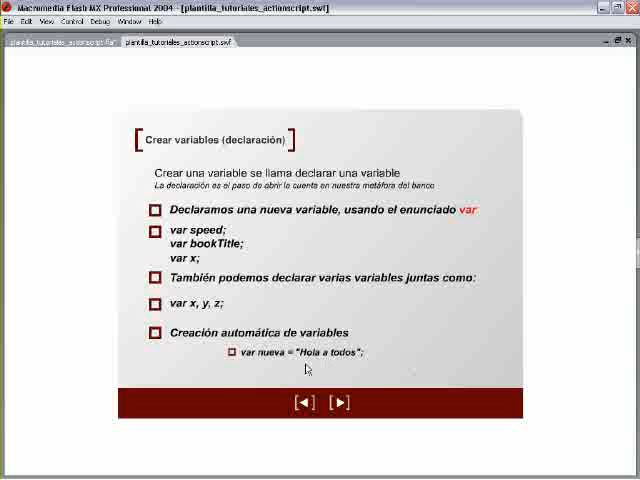 Macromedia Flash MX Professional 2004 - [plantilla_tutoriales_actionscript.swf]
File Edit View Control Debug Window Help
plantilla_tutoriales_actionscript.fla* plantilla_tutoriales_actionscript.swf
Crear variables (declaración)
Crear una variable se llama declarar una variable
La declaración es el paso de abrir la cuenta en nuestra metáfora del banco
Declaramos una nueva variable, usando el enunciado var
var speed;
var bookTitle;
var x;
También podemos declarar varias variables juntas como:
var x, y, z;
Creación automática de variables
var nueva = "Hola a todos";